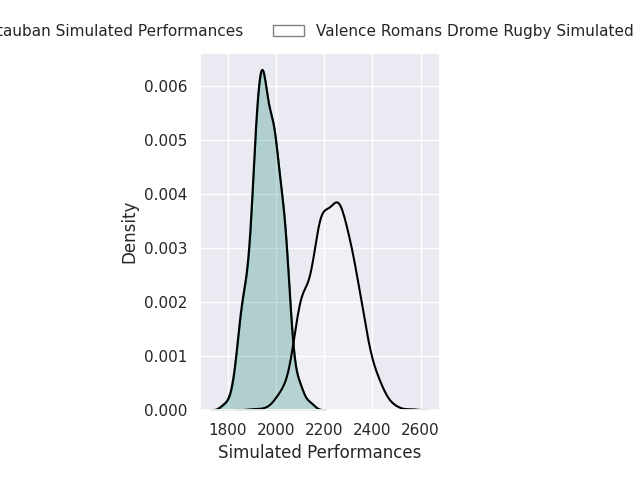 tauban Simulated Performances Valence Romans Drome Rugby Simulated
0.006
0.005
0.004
0.003
0.002
0.001
0.000
Density
1800 2000 2200 2400 2600
Simulated Performances